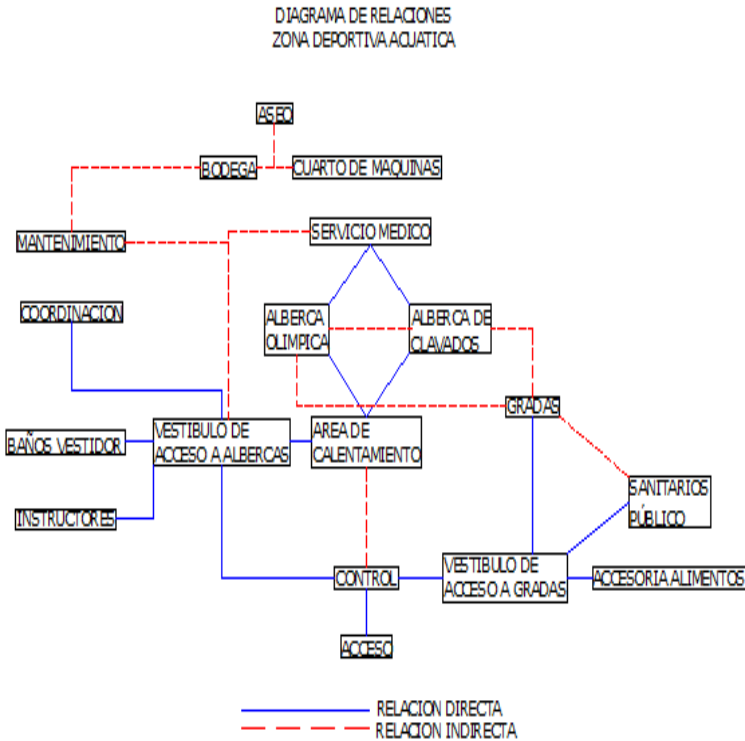 DIAGRAMA DE RELACIONES
ZONA DEPORTIVA ACUATICA
ASEO
BODEGA
CUARTO DE MAQUINAS
MANTENIMIENTO
SERVICIO MEDICO
COORDINACION
ALBERCA
OLIMPICA
ALBERCA DE
CLAVADOS
GRADAS
BAÑOS VESTIDOR
VESTIBULO DE
ACCESO A ALBERCAS
AREA DE
CALENTAMIENTO
SANITARIOS
PÚBLICO
INSTRUCTORES
CONTROL
VESTIBULO DE
ACCESO A GRADAS
ACCESORIA ALIMENTOS
ACCESO
RELACION DIRECTA
RELACION INDIRECTA